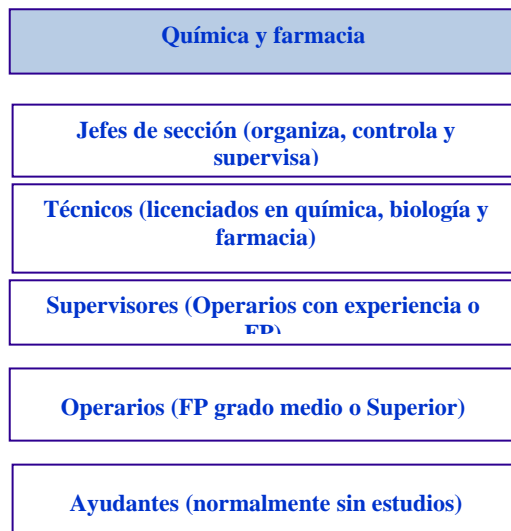 Química y farmacia
Jefes de sección (organiza, controla y
supervisa)
Técnicos (licenciados en química, biología y
farmacia)
Supervisores (Operarios con experiencia o
FP)
Operarios (FP grado medio o Superior)
Ayudantes (normalmente sin estudios)